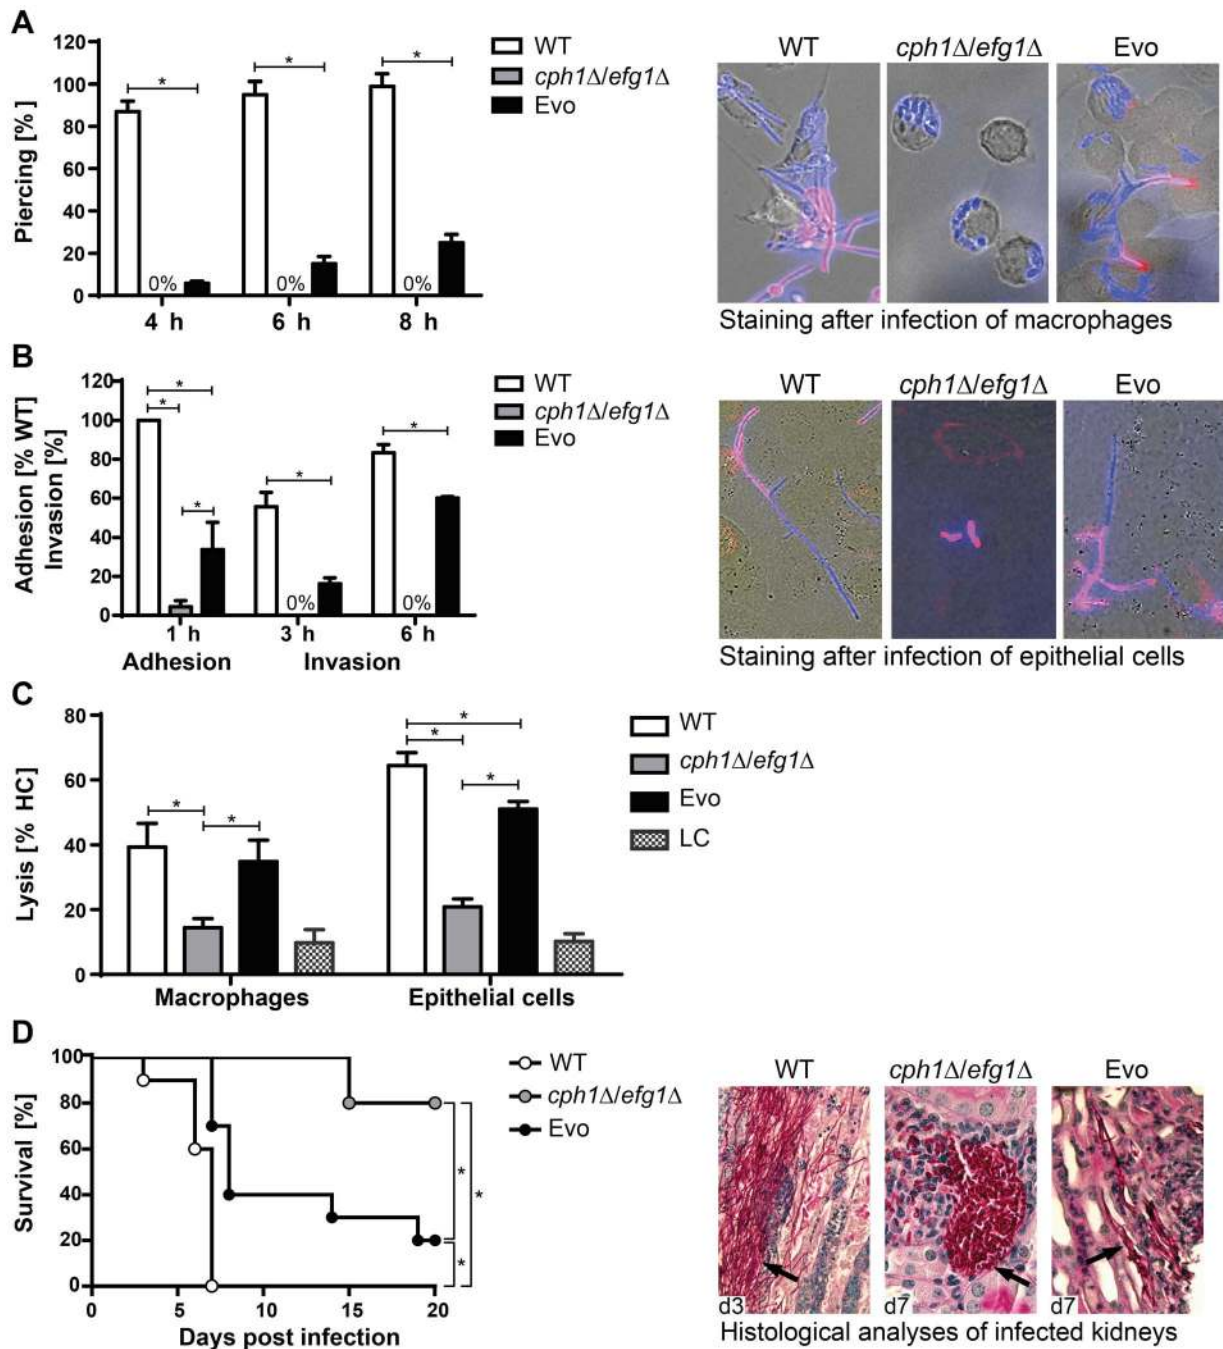 A
Piercing [%]
120
100
80
60
40
20
0
* * *
0% 0% 0%
4 h 6 h 8 h
WT
cph1Δ/efg1Δ
Evo
WT cph1Δ/efg1Δ Evo
Staining after infection of macrophages
B
Adhesion [% WT]
Invasion [%]
120
100
80
60
40
20
0
* * * * *
0% 0%
1 h 3 h 6 h
Adhesion Invasion
WT
cph1Δ/efg1Δ
Evo
WT cph1Δ/efg1Δ Evo
Staining after infection of epithelial cells
C
Lysis [% HC]
80
60
40
20
0
* * * * *
Macrophages Epithelial cells
WT
cph1Δ/efg1Δ
Evo
LC
D
Survival [%]
100
80
60
40
20
0
0 5 10 15 20
Days post infection
WT
cph1Δ/efg1Δ
Evo
* * *
WT cph1Δ/efg1Δ Evo
d3 d7 d7
Histological analyses of infected kidneys